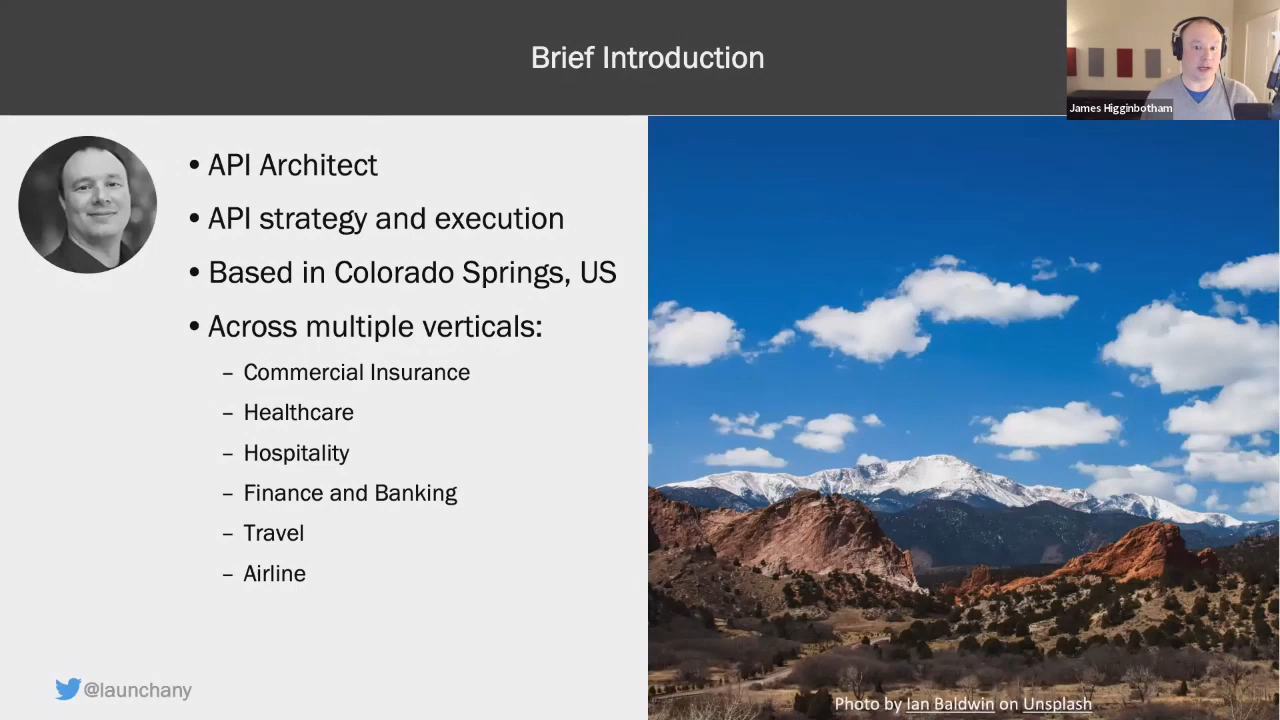 Brief Introduction
James Higginbotham
• API Architect
• API strategy and execution
• Based in Colorado Springs, US
• Across multiple verticals:
– Commercial Insurance
– Healthcare
– Hospitality
– Finance and Banking
– Travel
– Airline
@launchany
Photo by Ian Baldwin on Unsplash